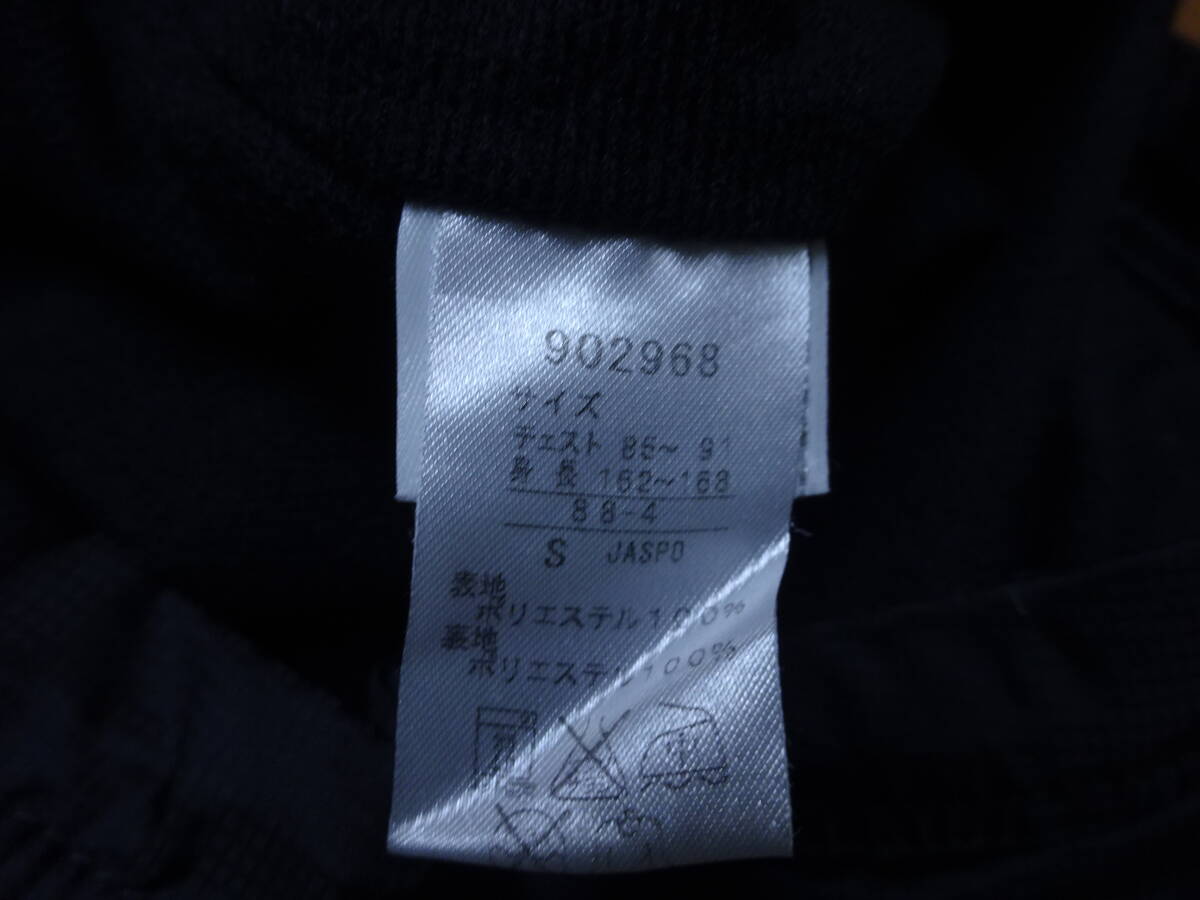 902968
サイズ
チェスト 85～91
身長 162～168
88-4
S JASPO
表地
ポリエステル100%
裏地
ポリエステル100%